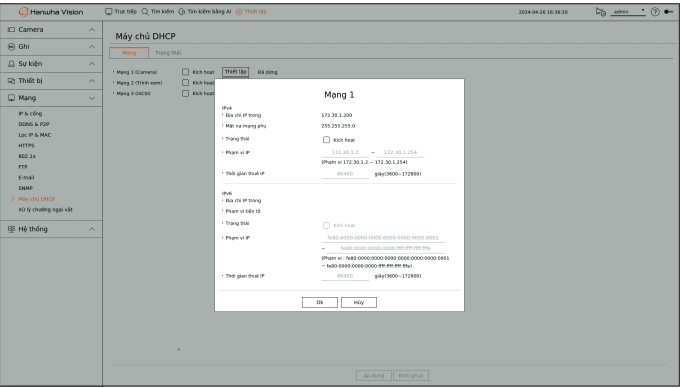 Hanwha Vision
Trực tiếp Tìm kiếm Tìm kiếm bằng AI Thiết lập 2024-04-26 16:38:20 admin
Camera
Ghi
Sự kiện
Thiết bị
Mạng
IP & cổng
DDNS & P2P
Lọc IP & MAC
HTTPS
802.1x
FTP
E-mail
SNMP
Máy chủ DHCP
Xử lý chướng ngại vật
Hệ thống
Máy chủ DHCP
Mạng Trạng thái
Mạng 1 (Camera) Kích hoạt Thiết lập Đã dừng
Mạng 2 (Trình xem) Kích hoạt
Mạng 3 (iSCSI) Kích hoạt
Mạng 1
IPv4
Địa chỉ IP trong 172.30.1.200
Mặt nạ mạng phụ 255.255.255.0
Trạng thái Kích hoạt
Phạm vi IP 172.30.1.2 ~ 172.30.1.254
(Phạm vi 172.30.1.2 ~ 172.30.1.254)
Thời gian thuê IP 86400 giây(3600~172800)
IPv6
Địa chỉ IP trong
Phạm vi tiền tố
Trạng thái Kích hoạt
Phạm vi IP fe80:0000:0000:0000:0000:0000:0000:0001
~ fe80:0000:0000:0000:ffff:ffff:ffff:fffe
(Phạm vi : fe80:0000:0000:0000:0000:0000:0000:0001
~ fe80:0000:0000:0000:ffff:ffff:ffff:fffe)
Thời gian thuê IP 86400 giây(3600~172800)
Ok Hủy
Áp dụng Khôi phục